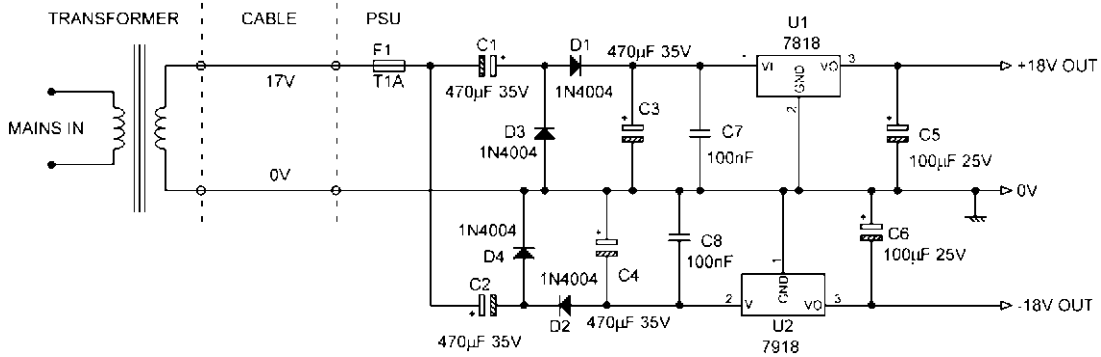 TRANSFORMER CABLE PSU
U1
7818
F1
T1A
C1
+
470µF 35V
D1
1N4004
470µF 35V
- VI VO 3
GND
2
+18V OUT
17V
MAINS IN
D3
1N4004
+
C3
C7
100nF
+
C5
100µF 25V
0V
0V
1N4004
D4
+
C4
C8
100nF
+
C6
100µF 25V
C2
+
470µF 35V
1N4004
D2
470µF 35V
1
GND
2 V VO 3
U2
7918
-18V OUT